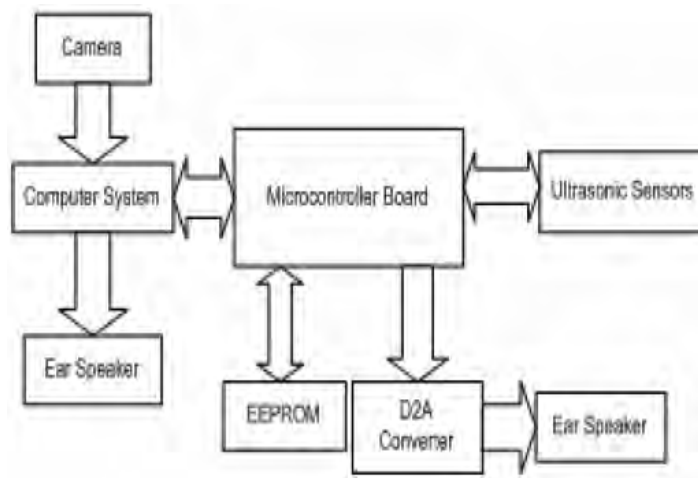 Camera
Computer System
Microcontroller Board
Ultrasonic Sensors
Ear Speaker
EEPROM
D2A
Converter
Ear Speaker